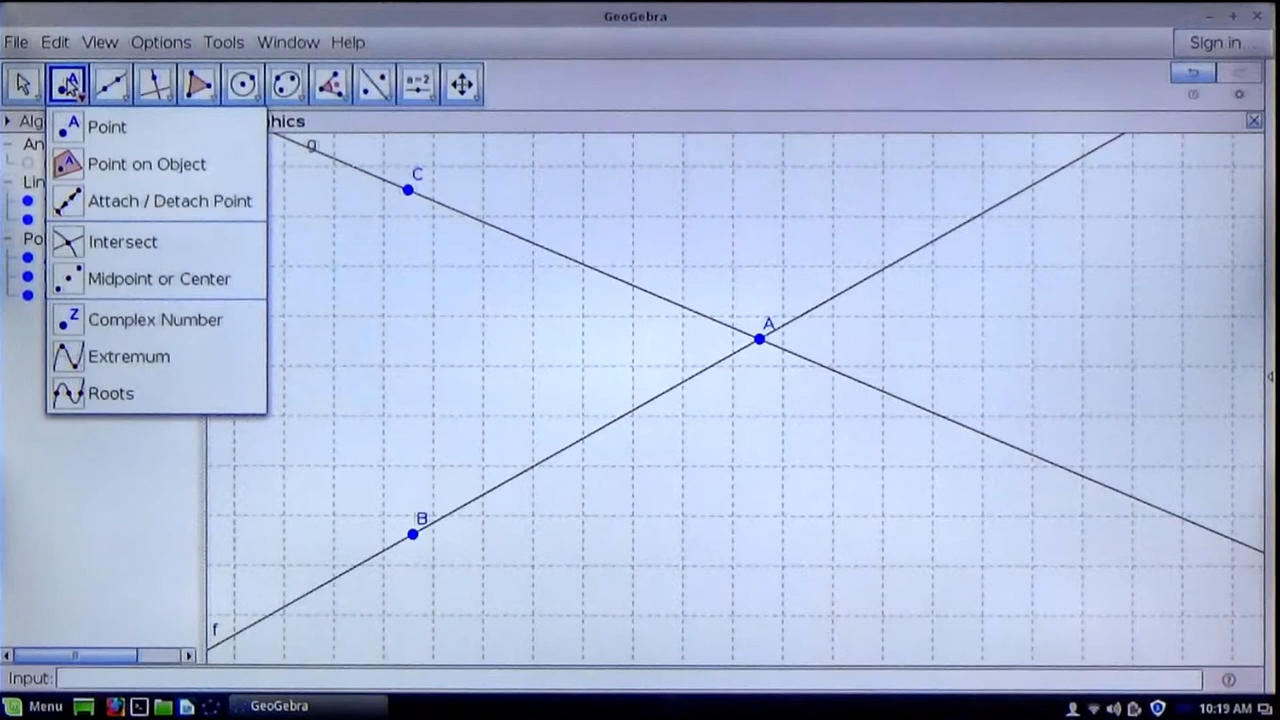 GeoGebra
File Edit View Options Tools Window Help
Sign in...
A
a=2
Alg
hics
An
Lin
Po
A Point
A Point on Object
Attach / Detach Point
Intersect
Midpoint or Center
Z Complex Number
Extremum
Roots
g
C
A
B
f
Input:
Menu
GeoGebra
10:19 AM